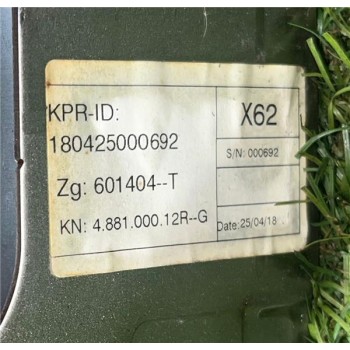 KPR-ID:
180425000692
Zg: 601404--T
KN: 4.881.000.12R--G
X62
S/N: 000692
Date: 25/04/18